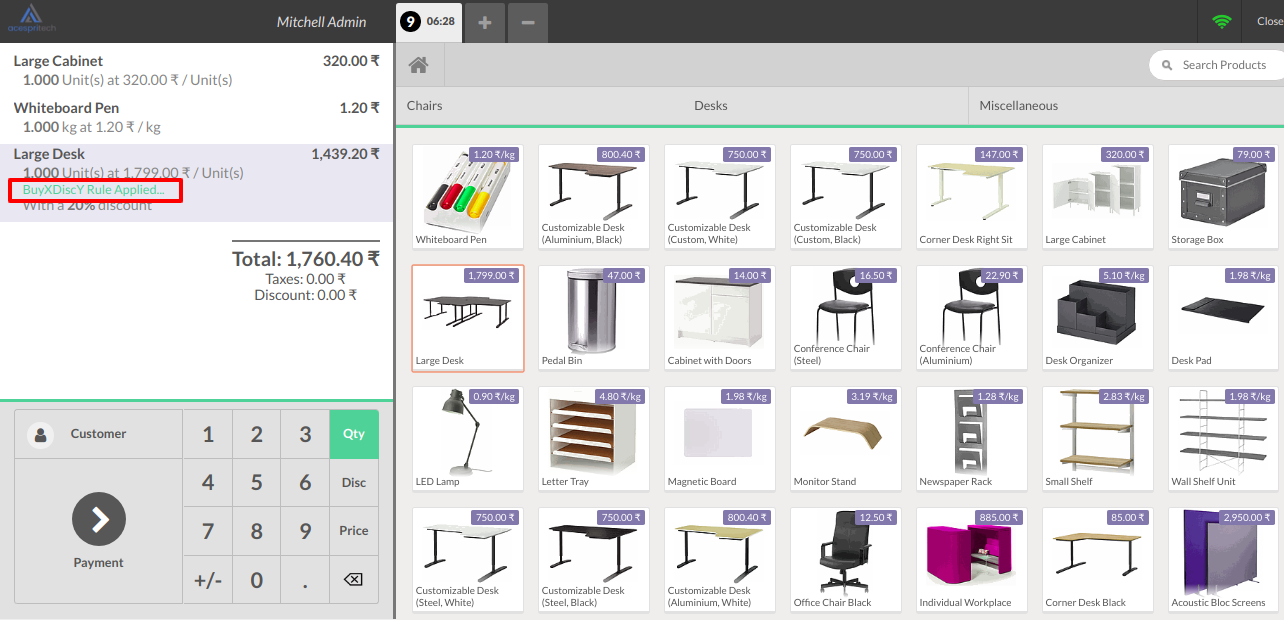 acespritech
Mitchell Admin
9 06:28
+
−
Close
Large Cabinet 320.00 ₹
1.000 Unit(s) at 320.00 ₹ / Unit(s)
Whiteboard Pen 1.20 ₹
1.000 kg at 1.20 ₹ / kg
Large Desk 1,439.20 ₹
1.000 Unit(s) at 1,799.00 ₹ / Unit(s)
BuyXDiscY Rule Applied...
With a 20% discount
Total: 1,760.40 ₹
Taxes: 0.00 ₹
Discount: 0.00 ₹
Customer
Payment
1 2 3 Qty
4 5 6 Disc
7 8 9 Price
+/- 0 .
Search Products
Chairs Desks Miscellaneous
1.20 ₹/kg
Whiteboard Pen
800.40 ₹
Customizable Desk
(Aluminium, Black)
750.00 ₹
Customizable Desk
(Custom, White)
750.00 ₹
Customizable Desk
(Custom, Black)
147.00 ₹
Corner Desk Right Sit
320.00 ₹
Large Cabinet
79.00 ₹
Storage Box
1,799.00 ₹
Large Desk
47.00 ₹
Pedal Bin
14.00 ₹
Cabinet with Doors
16.50 ₹
Conference Chair
(Steel)
22.90 ₹
Conference Chair
(Aluminium)
5.10 ₹/kg
Desk Organizer
1.98 ₹/kg
Desk Pad
0.90 ₹/kg
LED Lamp
4.80 ₹/kg
Letter Tray
1.98 ₹/kg
Magnetic Board
3.19 ₹/kg
Monitor Stand
1.28 ₹/kg
Newspaper Rack
2.83 ₹/kg
Small Shelf
1.98 ₹/kg
Wall Shelf Unit
750.00 ₹
Customizable Desk
(Steel, White)
750.00 ₹
Customizable Desk
(Steel, Black)
800.40 ₹
Customizable Desk
(Aluminium, White)
12.50 ₹
Office Chair Black
885.00 ₹
Individual Workplace
85.00 ₹
Corner Desk Black
2,950.00 ₹
Acoustic Bloc Screens